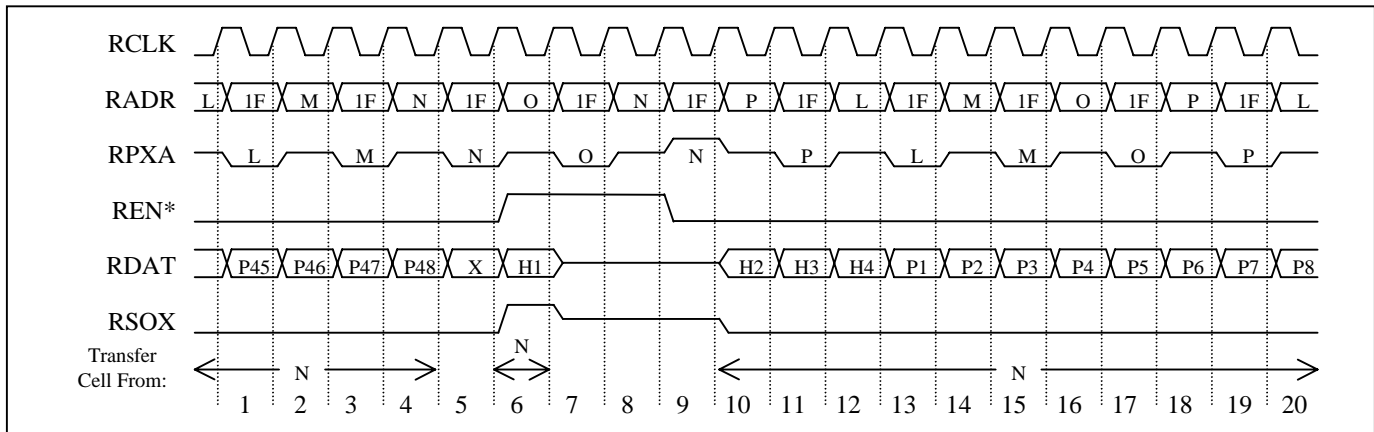 RCLK
RADR L 1F M 1F N 1F O 1F N 1F P 1F L 1F M 1F O 1F P 1F L
RPXA L M N O N P L M O P
REN*
RDAT P45 P46 P47 P48 X H1 H2 H3 H4 P1 P2 P3 P4 P5 P6 P7 P8
RSOX
Transfer
Cell From: N N N
1 2 3 4 5 6 7 8 9 10 11 12 13 14 15 16 17 18 19 20